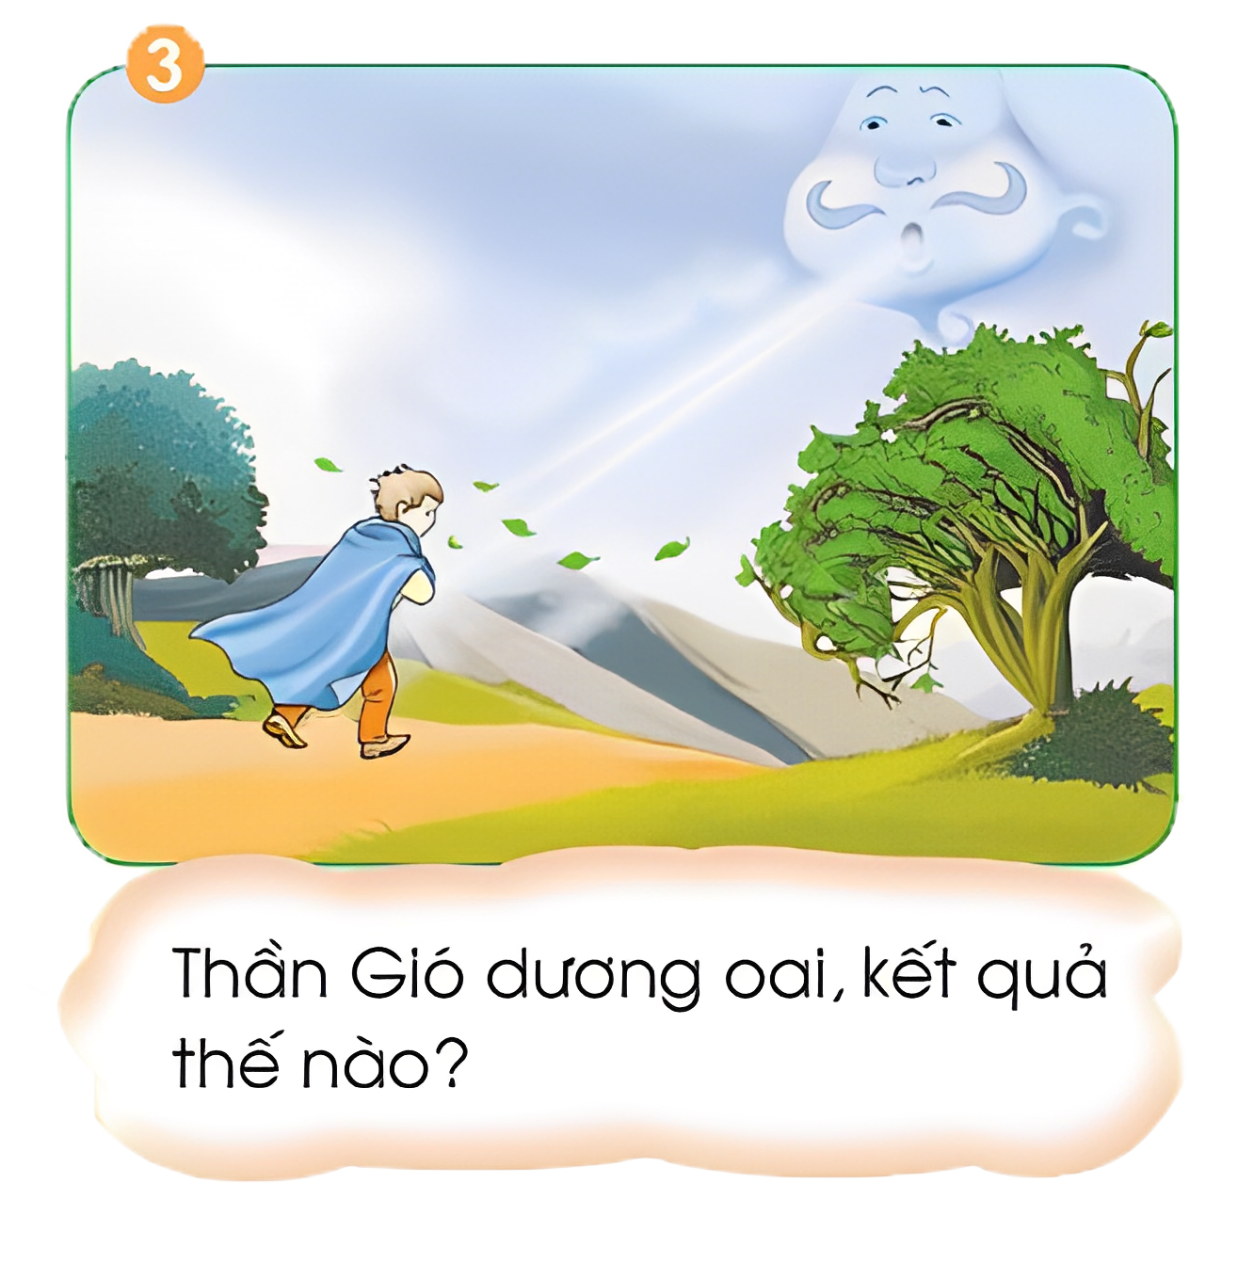 3
Thần Gió dương oai, kết quả
thế nào?